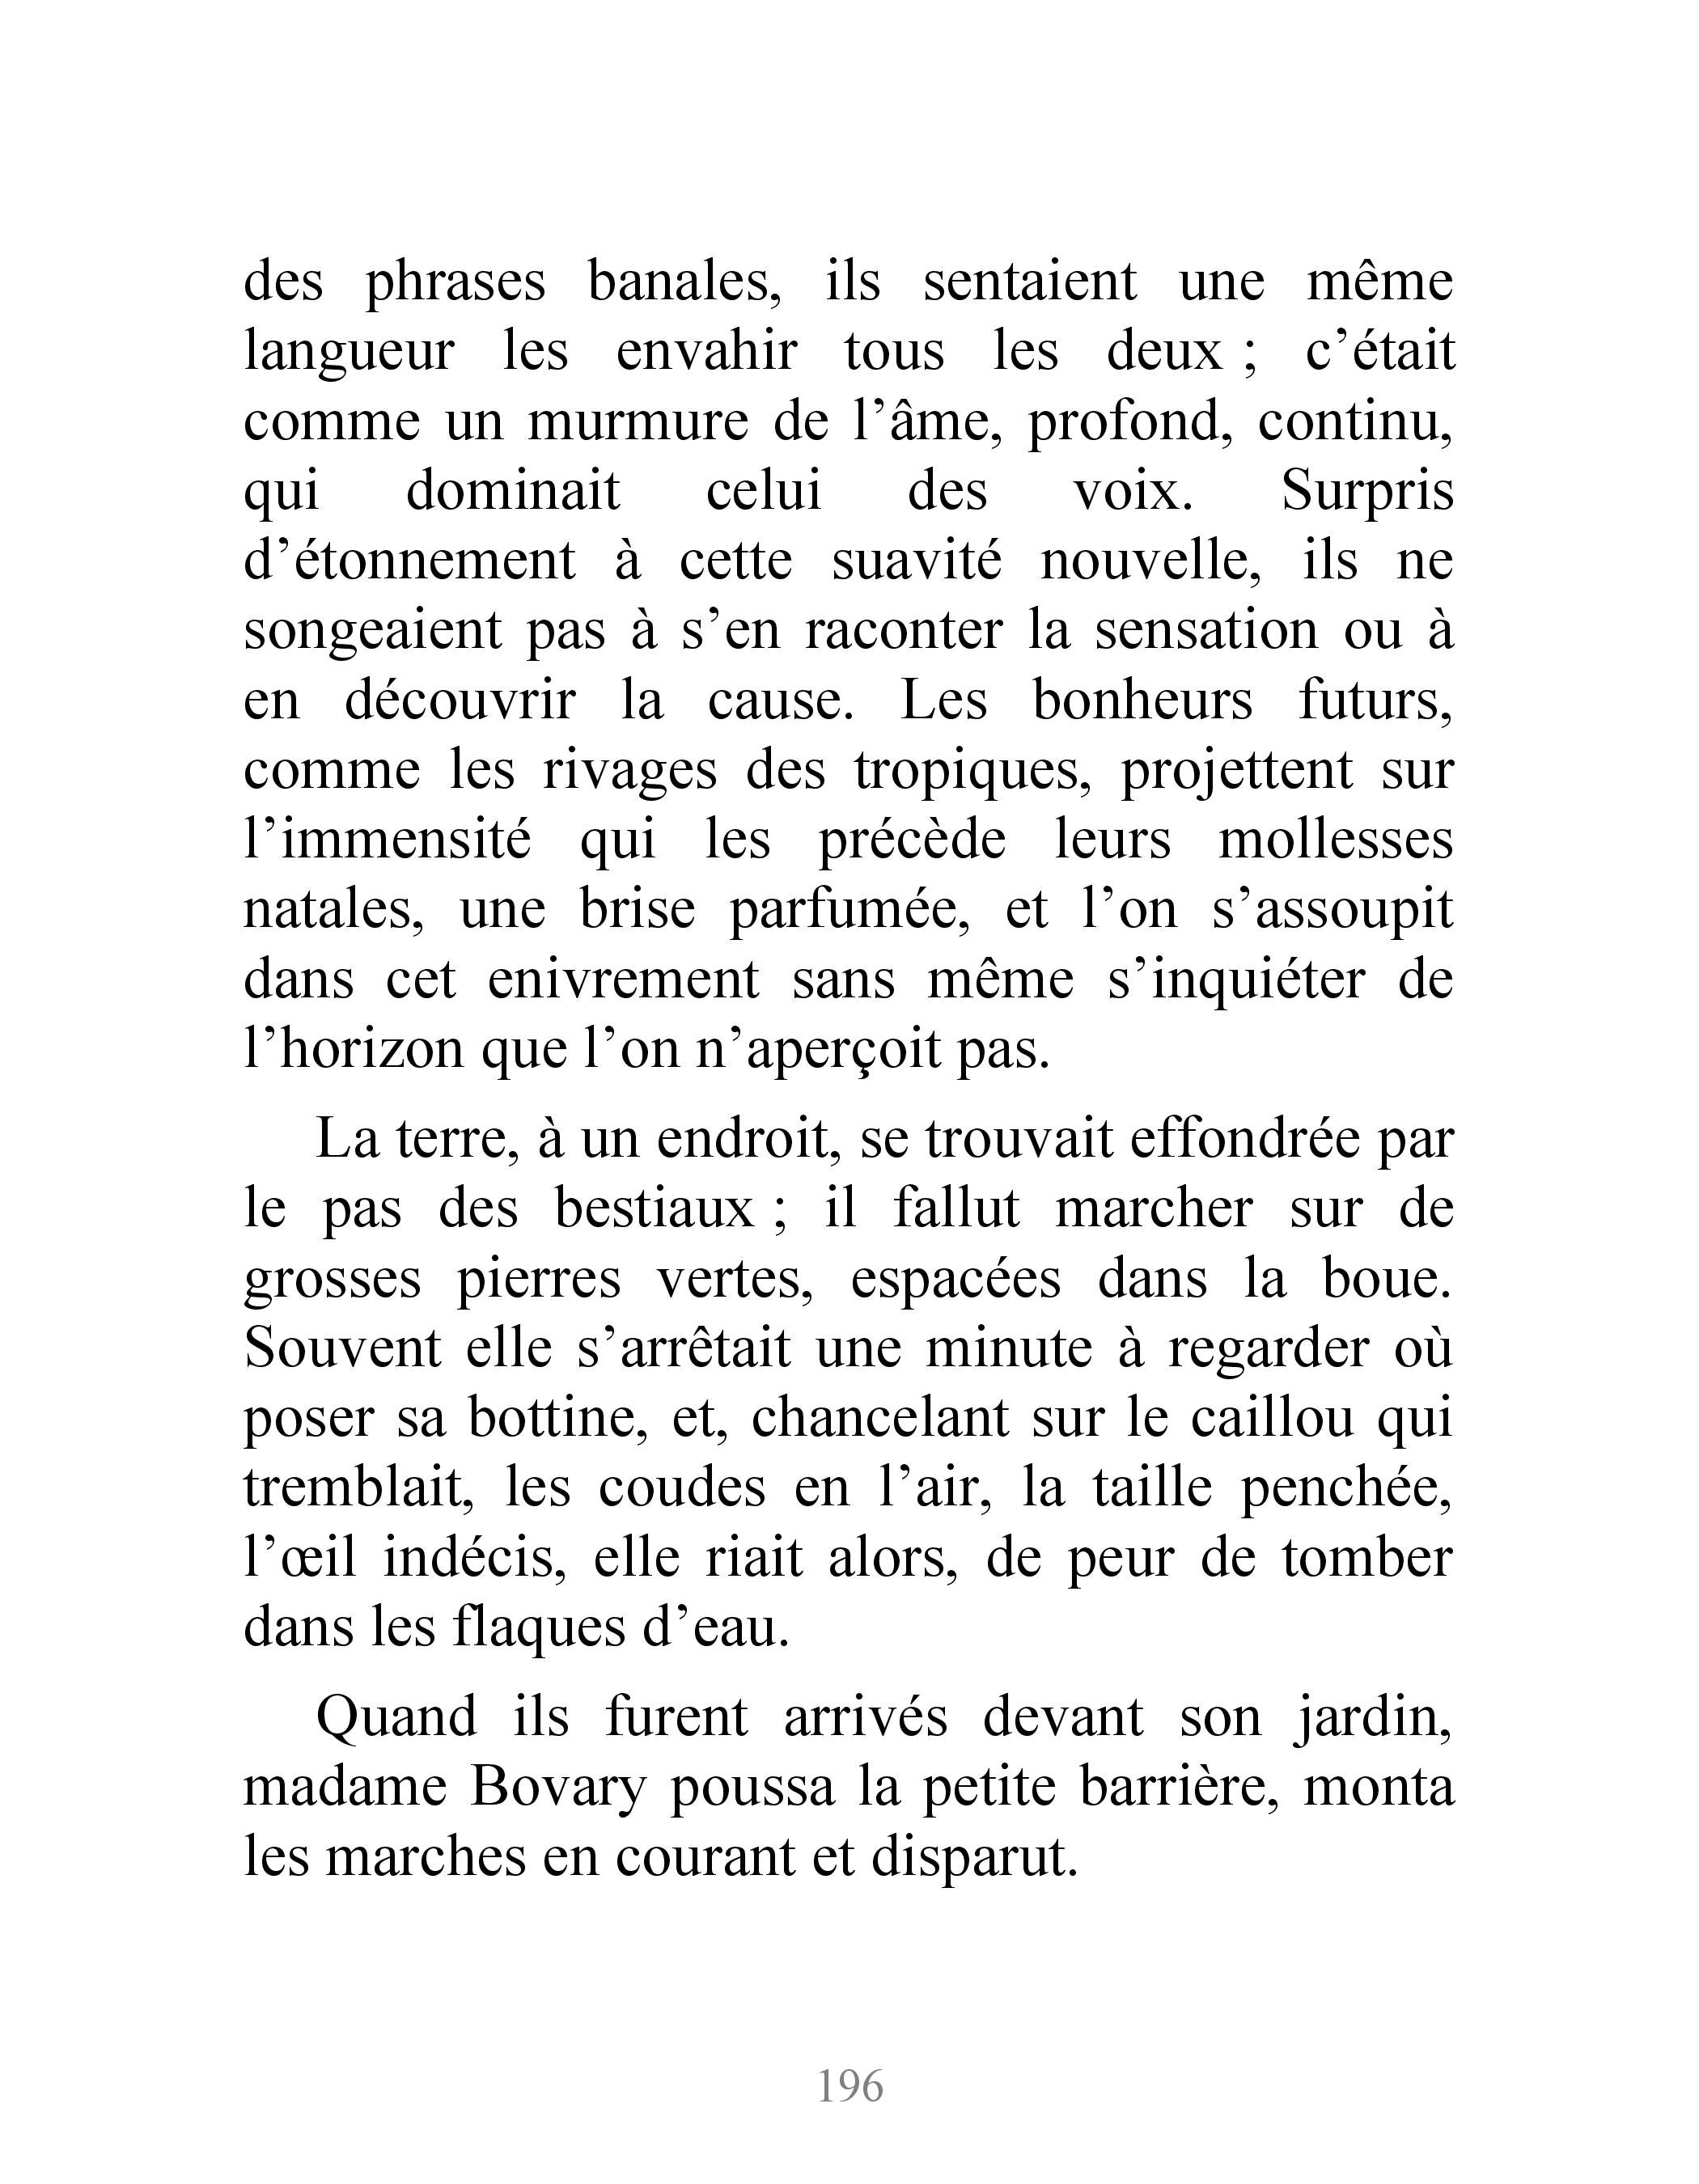 des phrases banales, ils sentaient une même
langueur les envahir tous les deux ; c’était
comme un murmure de l’âme, profond, continu,
qui dominait celui des voix. Surpris
d’étonnement à cette suavité nouvelle, ils ne
songeaient pas à s’en raconter la sensation ou à
en découvrir la cause. Les bonheurs futurs,
comme les rivages des tropiques, projettent sur
l’immensité qui les précède leurs mollesses
natales, une brise parfumée, et l’on s’assoupit
dans cet enivrement sans même s’inquiéter de
l’horizon que l’on n’aperçoit pas.
La terre, à un endroit, se trouvait effondrée par
le pas des bestiaux ; il fallut marcher sur de
grosses pierres vertes, espacées dans la boue.
Souvent elle s’arrêtait une minute à regarder où
poser sa bottine, et, chancelant sur le caillou qui
tremblait, les coudes en l’air, la taille penchée,
l’œil indécis, elle riait alors, de peur de tomber
dans les flaques d’eau.
Quand ils furent arrivés devant son jardin,
madame Bovary poussa la petite barrière, monta
les marches en courant et disparut.
196